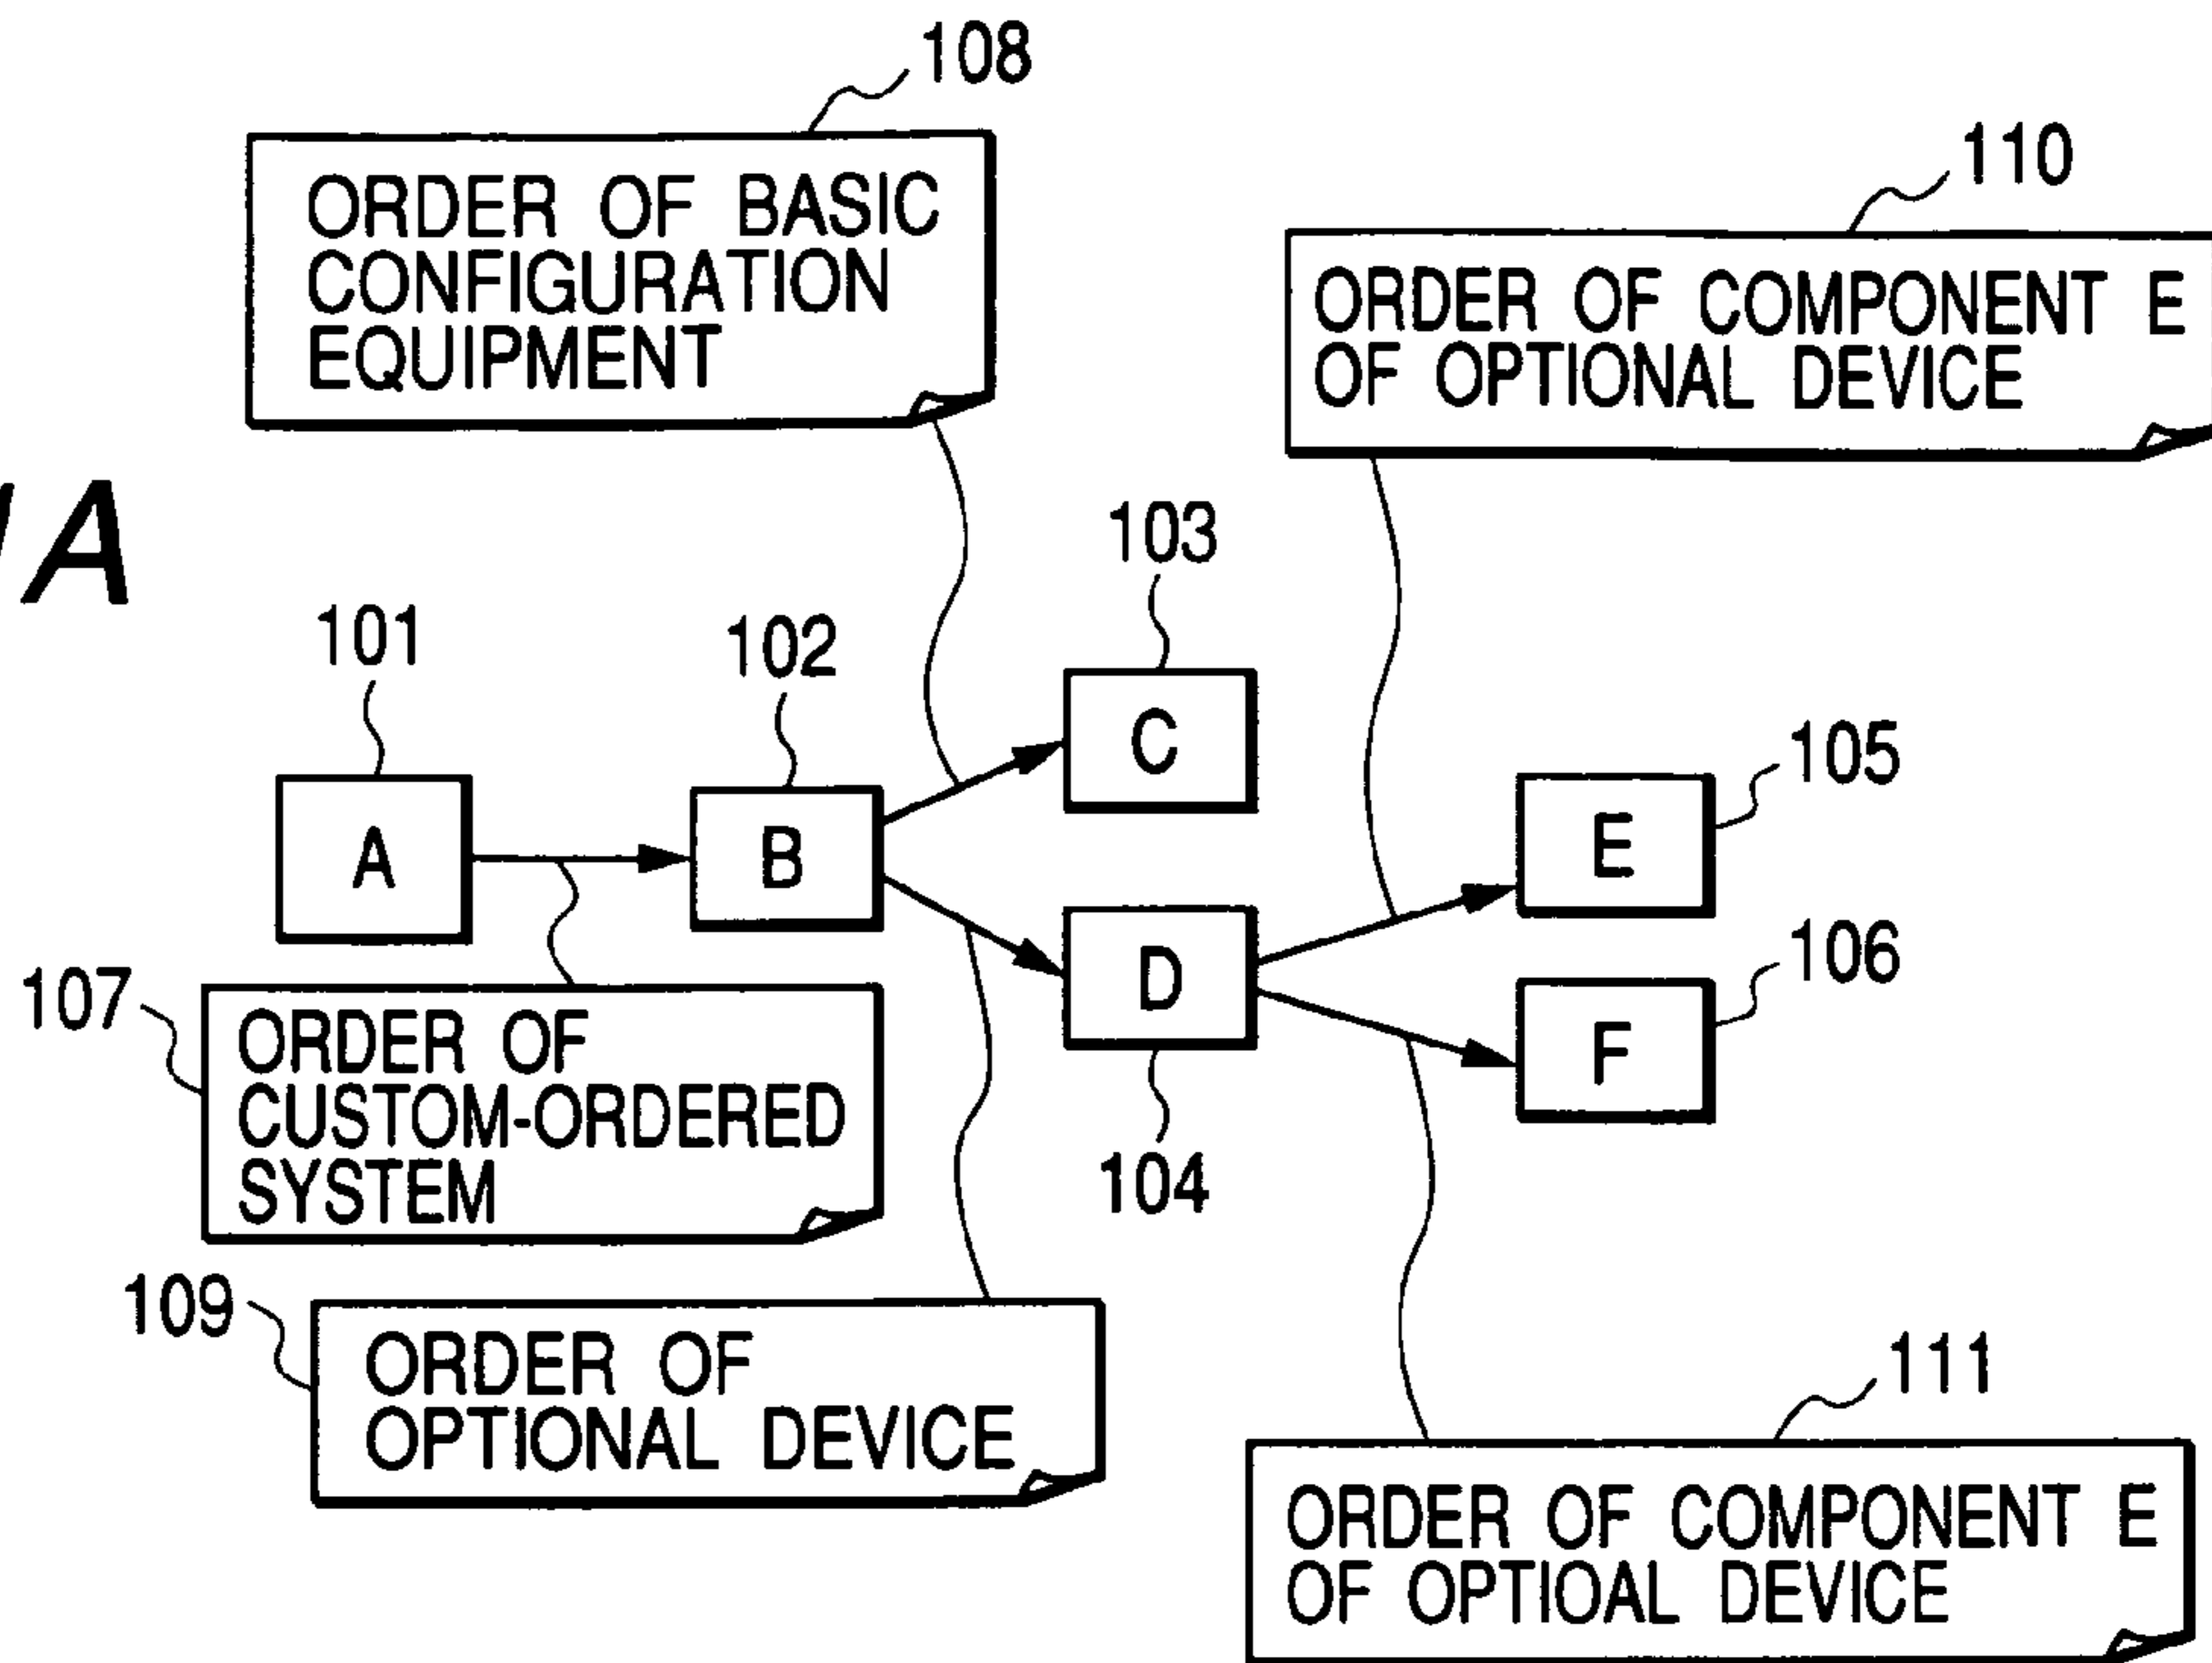 108
ORDER OF BASIC
CONFIGURATION
EQUIPMENT
110
ORDER OF COMPONENT E
OF OPTIONAL DEVICE
A
103
101
102
C
105
A
B
E
106
D
F
107
ORDER OF
CUSTOM-ORDERED
SYSTEM
104
109
ORDER OF
OPTIONAL DEVICE
111
ORDER OF COMPONENT E
OF OPTIOAL DEVICE